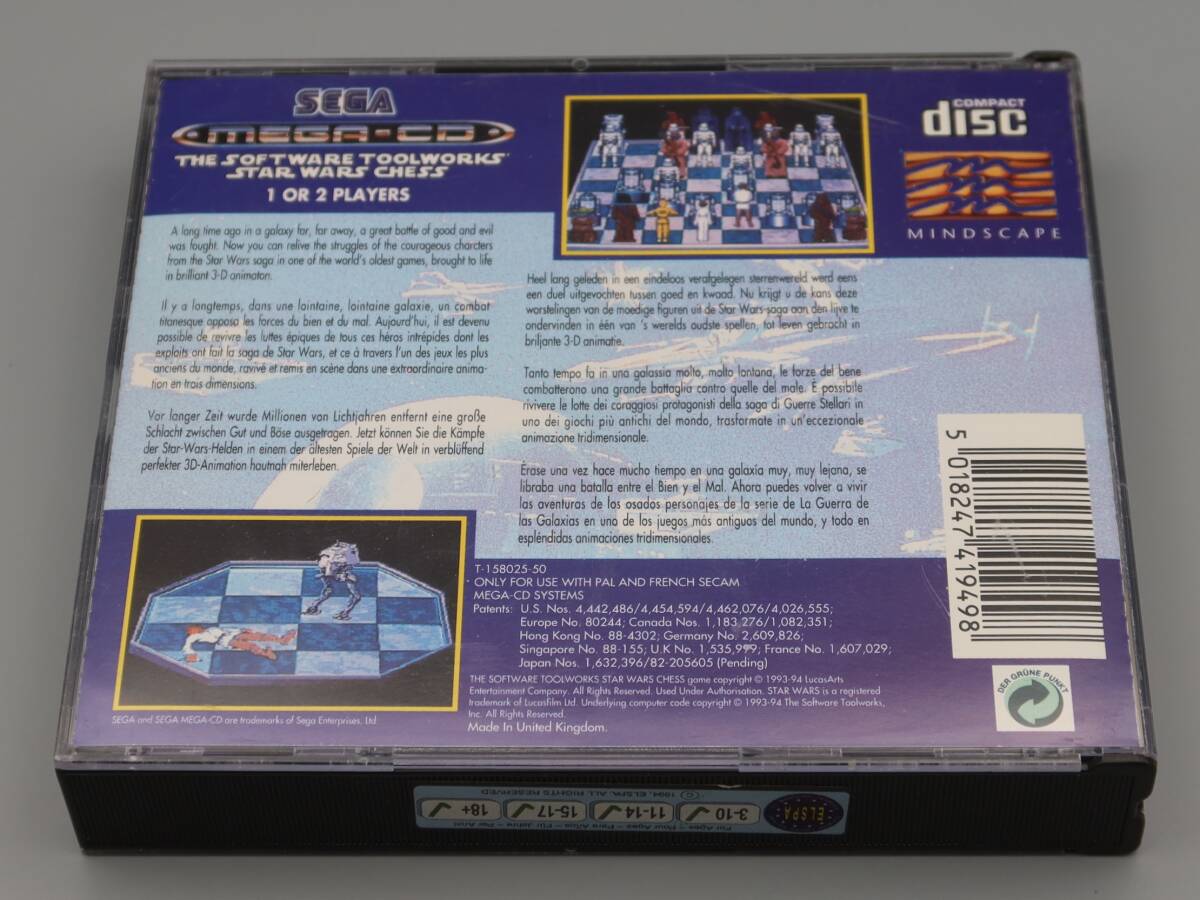 SEGA
MEGA-CD
THE SOFTWARE TOOLWORKS'
STAR WARS CHESS
1 OR 2 PLAYERS
A long time ago in a galaxy far, far away, a great battle of good and evil
was fought. Now you can relive the struggles of the courageous charcters
from the Star Wars saga in one of the world's oldest games, brought to life
in brilliant 3-D animaton.
Il y a longtemps, dans une lointaine, lointaine galaxie, un combat
titanesque opposa les forces du bien et du mal. Aujourd'hui, il est devenu
possible de revivre les luttes épiques de tous ces héros intrépides dont les
exploits ont fait la saga de Star Wars, et ce à travers l'un des jeux les plus
anciens du monde, ravivé et remis en scène dans une extraordinaire anima-
tion en trois dimensions.
Vor langer Zeit wurde Millionen von Lichtjahren entfernt eine große
Schlacht zwischen Gut und Böse ausgetragen. Jetzt können Sie die Kämpfe
der Star-Wars-Helden in einem der ältesten Spiele der Welt in verblüffend
perfekter 3D-Animation hautnah miterleben.
COMPACT
disc
MINDSCAPE
Heel lang geleden in een eindeloos verafgelegen sterrenwereld werd eens
een duel uitgevochten tussen goed en kwaad. Nu krijgt u de kans deze
worstelingen van de moedige figuren uit de Star Wars-saga aan den lijve te
ondervinden in één van 's werelds oudste spellen, tot leven gebracht in
briljante 3-D animatie.
Tanto tempo fa in una galassia molto, molto lontana, le forze del bene
combatterono una grande battaglia contro quelle del male. È possibile
rivivere le lotte dei coraggiosi protagonisti della saga di Guerre Stellari in
uno dei giochi più antichi del mondo, trasformate in un'eccezionale
animazione tridimensionale.
Érase una vez hace mucho tiempo en una galaxia muy, muy lejana, se
libraba una batalla entre el Bien y el Mal. Ahora puedes volver a vivir
las aventuras de los osados personajes de la serie de La Guerra de
las Galaxias en uno de los juegos más antiguos del mundo, y todo en
espléndidas animaciones tridimensionales.
5 018247 419498
T-158025-50
ONLY FOR USE WITH PAL AND FRENCH SECAM
MEGA-CD SYSTEMS
Patents: U.S. Nos. 4,442,486/4,454,594/4,462,076/4,026,555;
Europe No. 80244; Canada Nos. 1,183,276/1,082,351;
Hong Kong No. 88-4302; Germany No. 2,609,826;
Singapore No. 88-155; U.K No. 1,535,999; France No. 1,607,029;
Japan Nos. 1,632,396/82-205605 (Pending)
THE SOFTWARE TOOLWORKS STAR WARS CHESS game copyright © 1993-94 LucasArts
Entertainment Company. All Rights Reserved. Used Under Authorisation. STAR WARS is a registered
trademark of Lucasfilm Ltd. Underlying computer code copyright © 1993-94 The Software Toolworks,
Inc. All Rights Reserved.
Made In United Kingdom.
DER GRÜNE PUNKT
SEGA and SEGA MEGA-CD are trademarks of Sega Enterprises. Ltd
For Ages – Pour Ages – Para Años – Für Jahre – Per Anni
ELSPA 3-10 11-14 15-17 18+
© 1994, ELSPA, ALL RIGHTS RESERVED